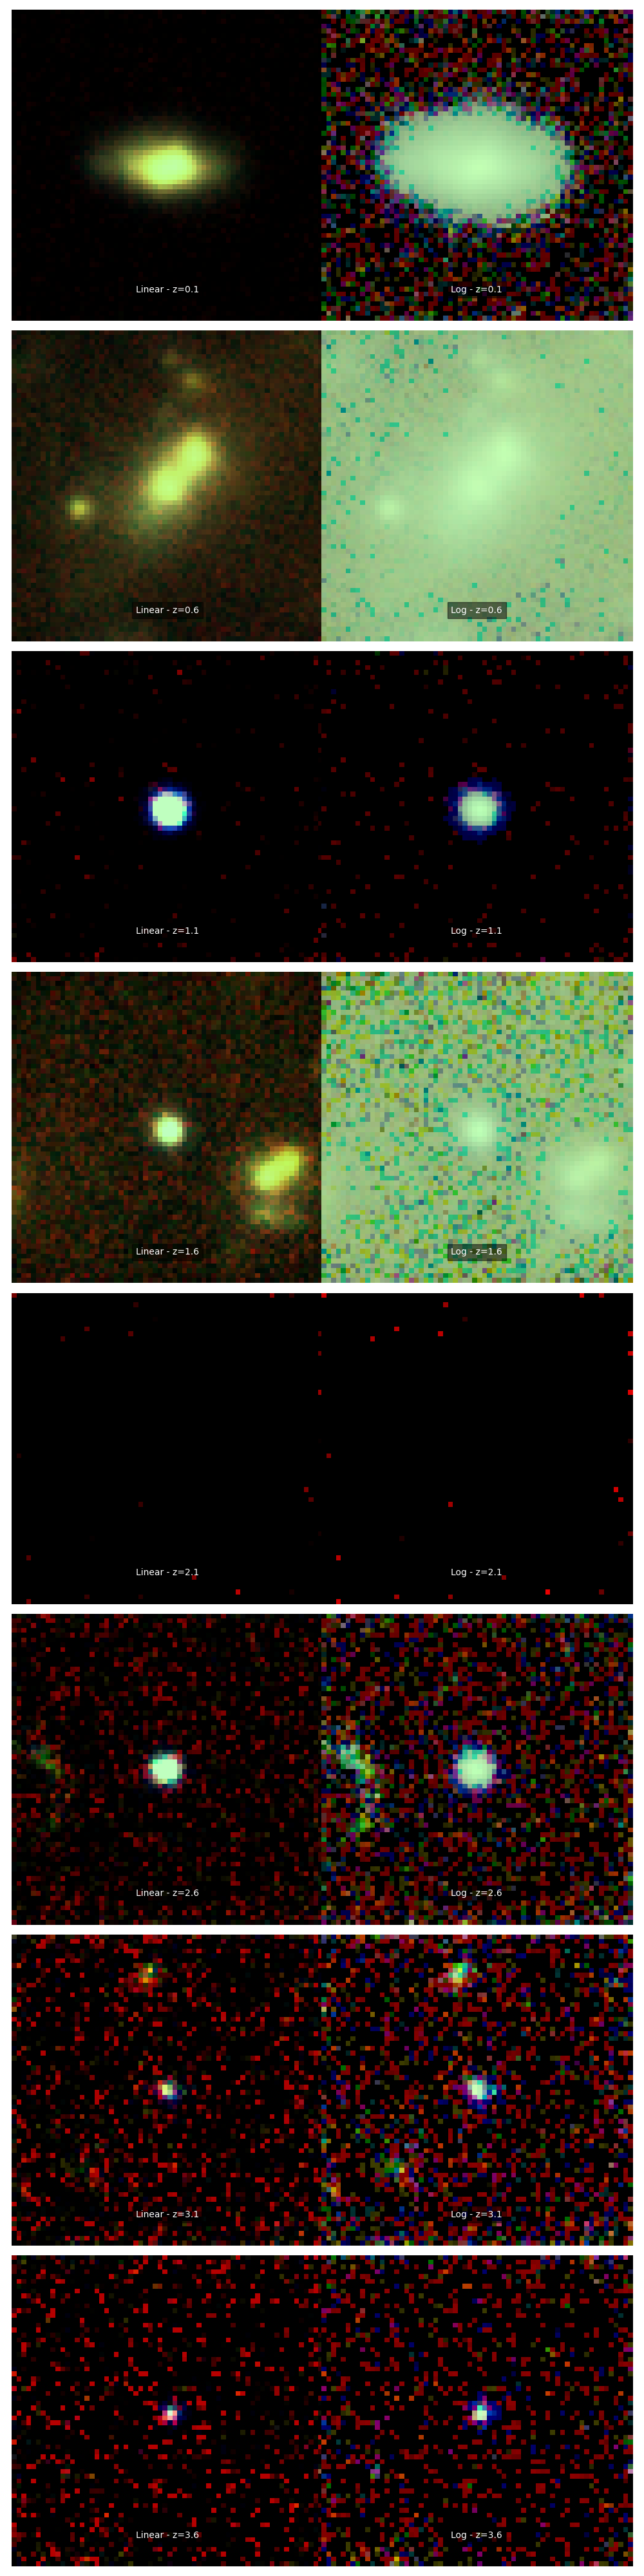 Linear - z=0.1
Log - z=0.1
Linear - z=0.6
Log - z=0.6
Linear - z=1.1
Log - z=1.1
Linear - z=1.6
Log - z=1.6
Linear - z=2.1
Log - z=2.1
Linear - z=2.6
Log - z=2.6
Linear - z=3.1
Log - z=3.1
Linear - z=3.6
Log - z=3.6